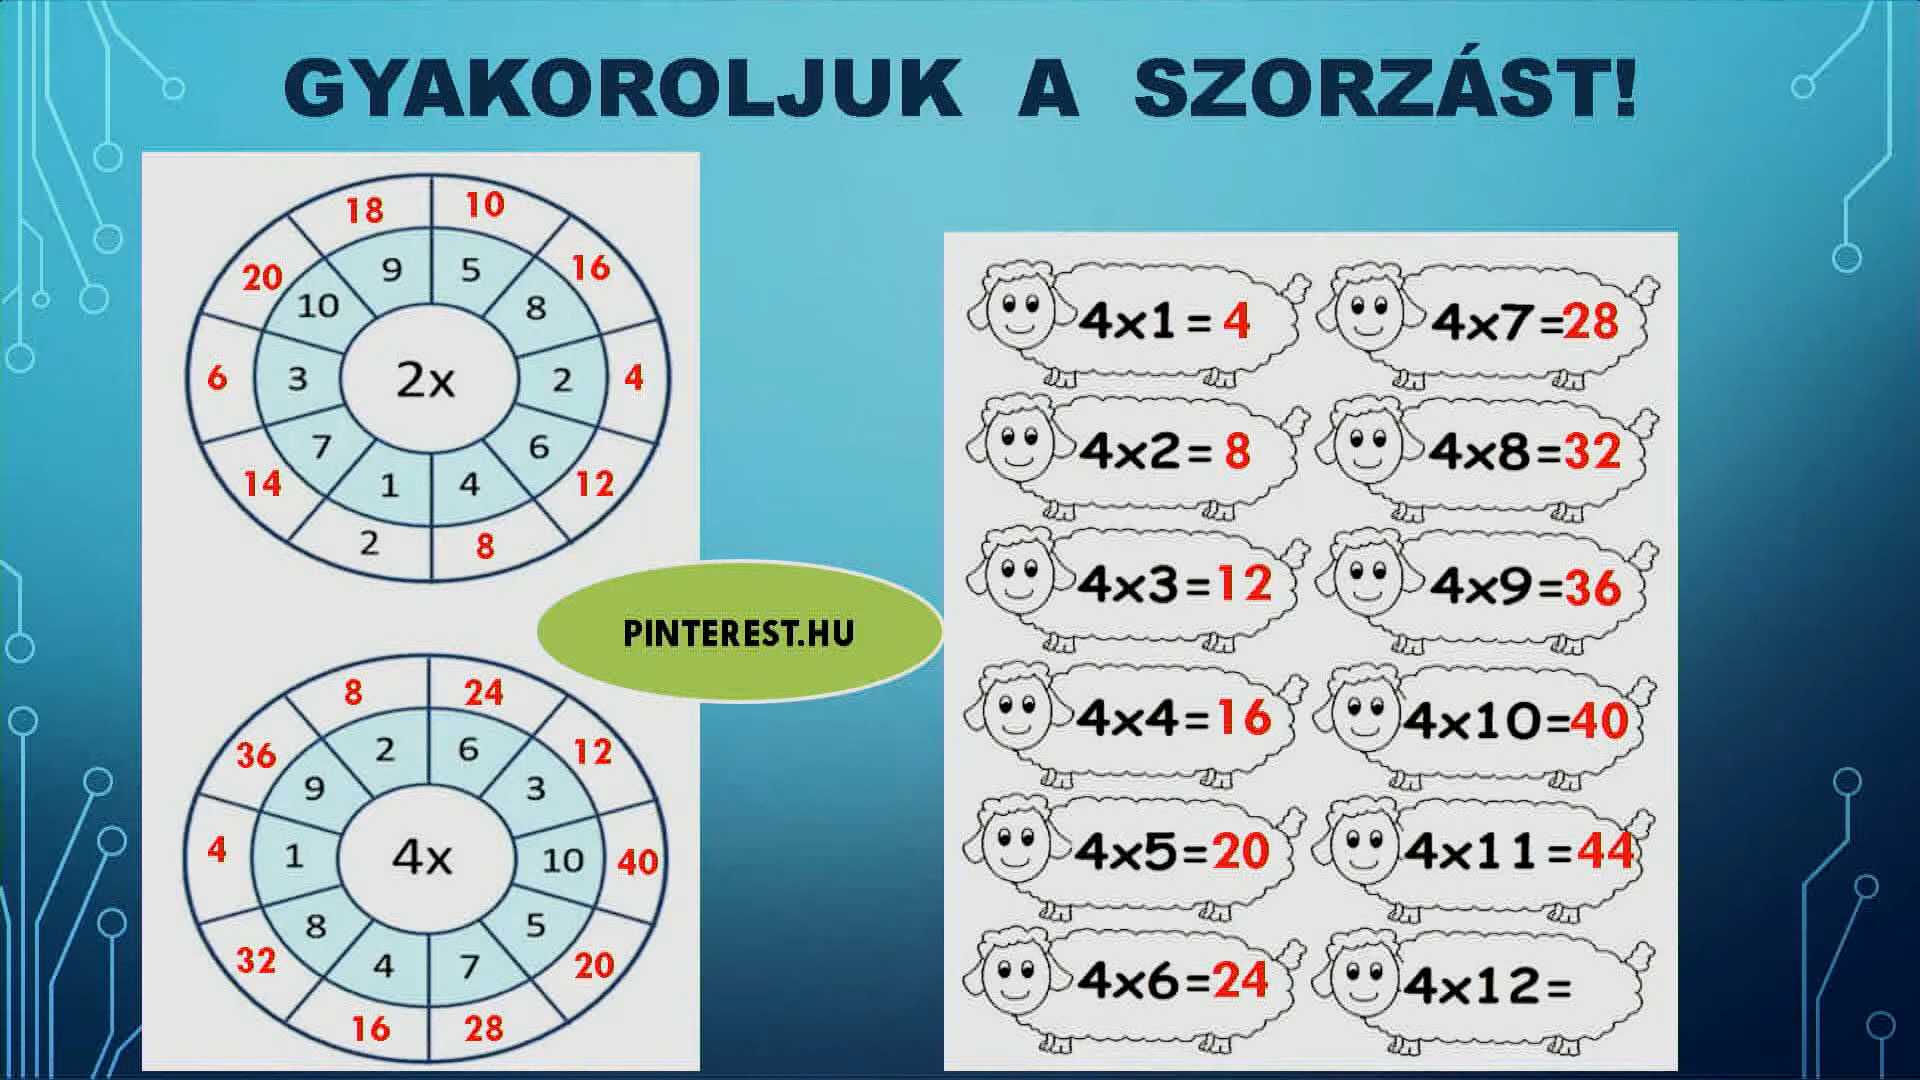 GYAKOROLJUK A SZORZÁST!
18 10
20 16
9 5
10 8
6 3 2x 2 4
7 6
14 1 4 12
2 8
PINTEREST.HU
8 24
36 2 6 12
9 3
4 1 4x 10 40
8 5
32 4 7 20
16 28
4x1= 4
4x2= 8
4x3=12
4x4=16
4x5=20
4x6=24
4x7=28
4x8=32
4x9=36
4x10=40
4x11=44
4x12=